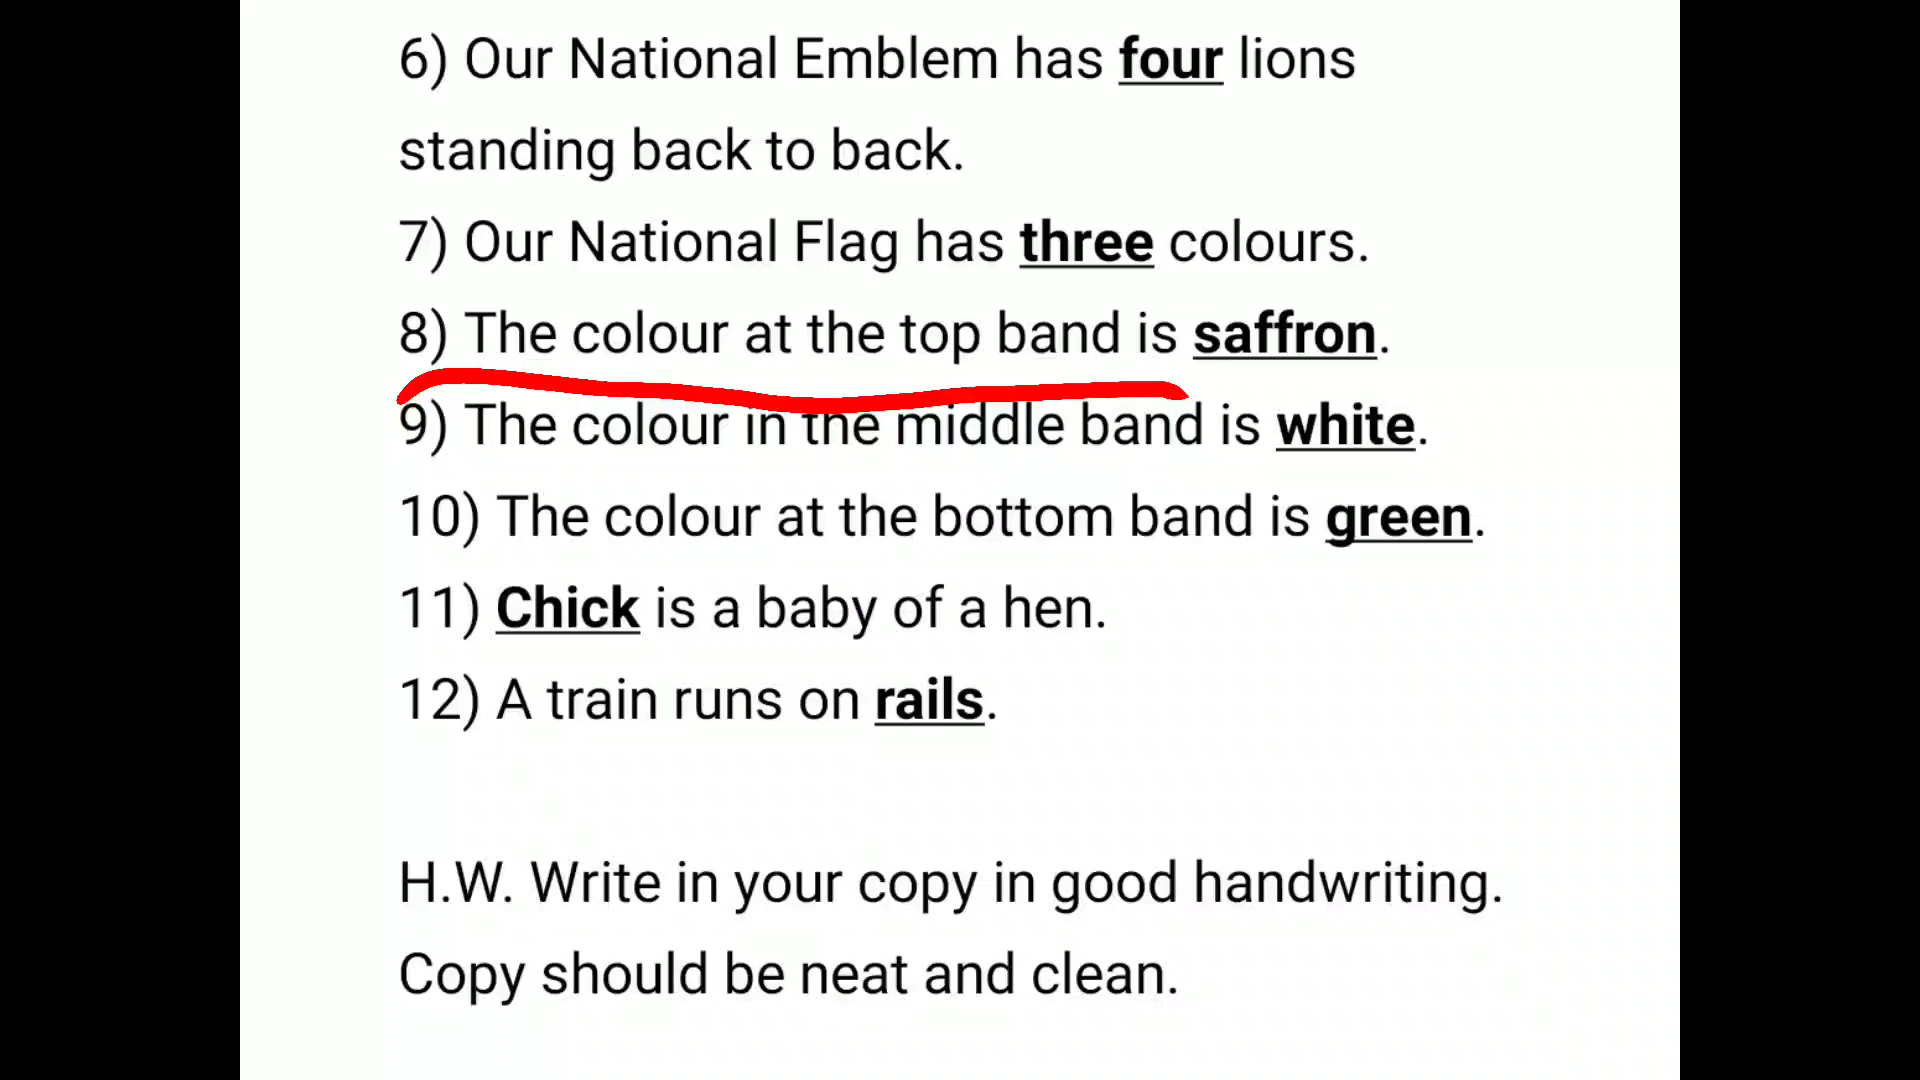 6) Our National Emblem has four lions
standing back to back.
7) Our National Flag has three colours.
8) The colour at the top band is saffron.
9) The colour in the middle band is white.
10) The colour at the bottom band is green.
11) Chick is a baby of a hen.
12) A train runs on rails.
H.W. Write in your copy in good handwriting.
Copy should be neat and clean.